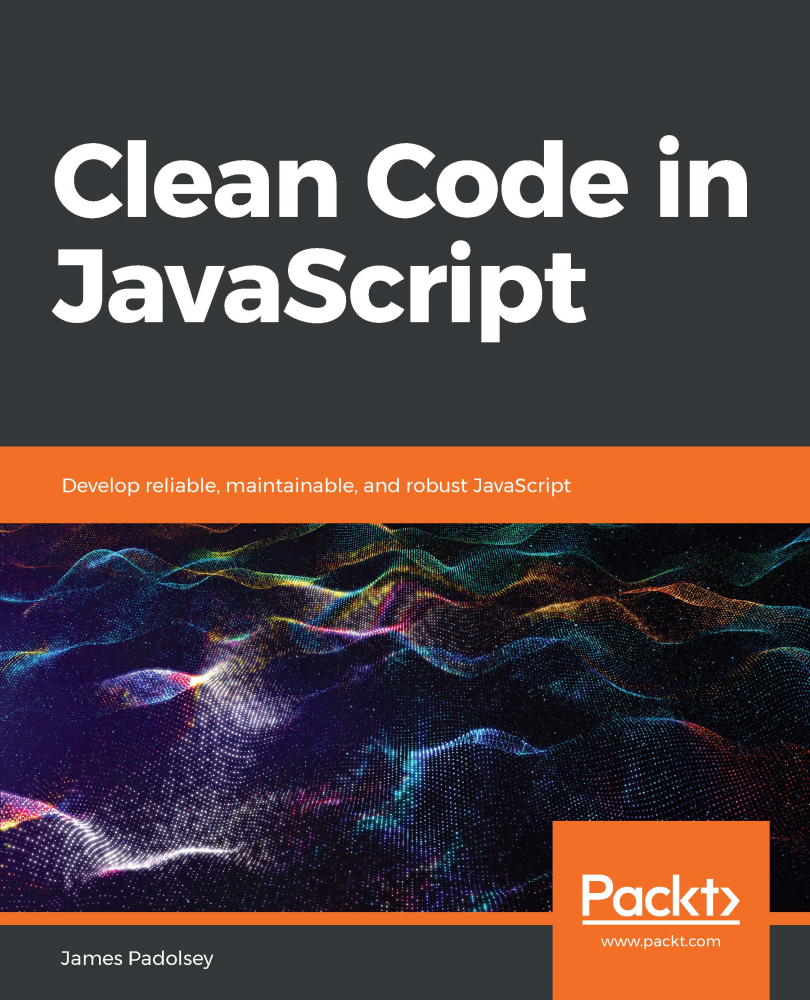 Clean Code in
JavaScript
Develop reliable, maintainable, and robust JavaScript
Packt>
www.packt.com
James Padolsey